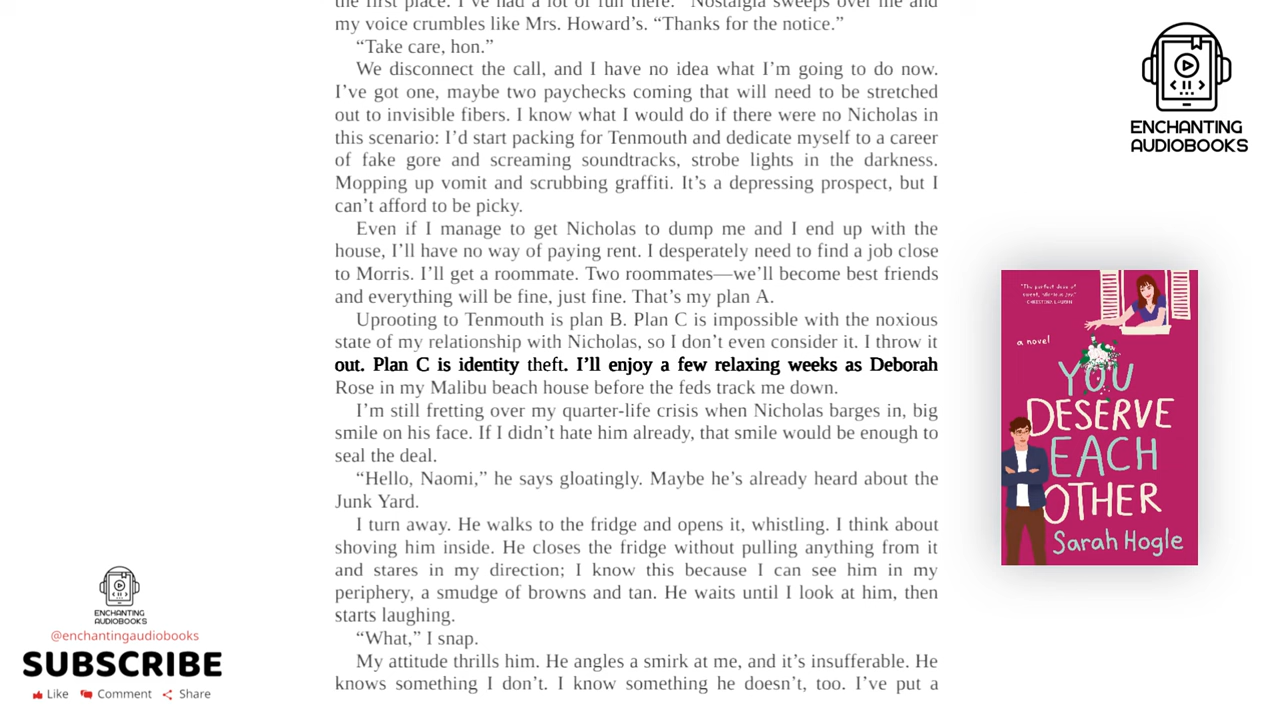 the first place. I've had a lot of fun there." Nostalgia sweeps over me and
my voice crumbles like Mrs. Howard's. “Thanks for the notice.”
“Take care, hon.”
We disconnect the call, and I have no idea what I'm going to do now.
I've got one, maybe two paychecks coming that will need to be stretched
out to invisible fibers. I know what I would do if there were no Nicholas in
this scenario: I'd start packing for Tenmouth and dedicate myself to a career
of fake gore and screaming soundtracks, strobe lights in the darkness.
Mopping up vomit and scrubbing graffiti. It's a depressing prospect, but I
can't afford to be picky.
Even if I manage to get Nicholas to dump me and I end up with the
house, I'll have no way of paying rent. I desperately need to find a job close
to Morris. I'll get a roommate. Two roommates—we'll become best friends
and everything will be fine, just fine. That's my plan A.
Uprooting to Tenmouth is plan B. Plan C is impossible with the noxious
state of my relationship with Nicholas, so I don't even consider it. I throw it
out. Plan C is identity theft. I'll enjoy a few relaxing weeks as Deborah
Rose in my Malibu beach house before the feds track me down.
I'm still fretting over my quarter-life crisis when Nicholas barges in, big
smile on his face. If I didn't hate him already, that smile would be enough to
seal the deal.
“Hello, Naomi,” he says gloatingly. Maybe he's already heard about the
Junk Yard.
I turn away. He walks to the fridge and opens it, whistling. I think about
shoving him inside. He closes the fridge without pulling anything from it
and stares in my direction; I know this because I can see him in my
periphery, a smudge of browns and tan. He waits until I look at him, then
starts laughing.
“What,” I snap.
My attitude thrills him. He angles a smirk at me, and it's insufferable. He
knows something I don't. I know something he doesn't, too. I've put a
ENCHANTING
AUDIOBOOKS
a novel
YOU
DESERVE
EACH
OTHER
Sarah Hogle
ENCHANTING
AUDIOBOOKS
@enchantingaudiobooks
SUBSCRIBE
Like Comment Share